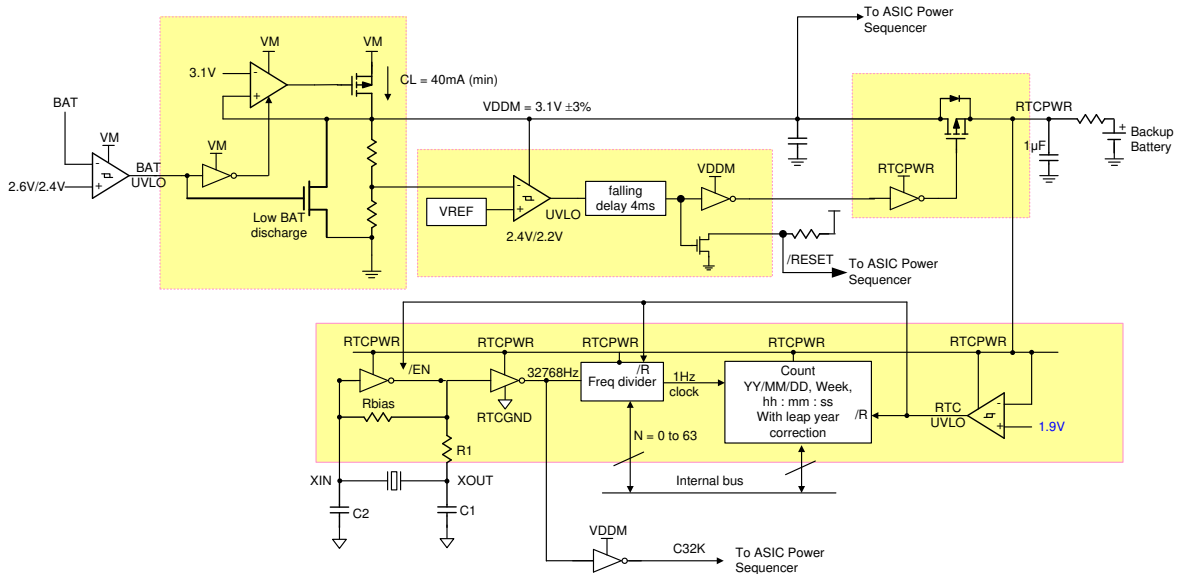 To ASIC Power
Sequencer
VM
VM
3.1V
-
+
CL = 40mA (min)
BAT
VM
VM
VDDM = 3.1V ±3%
RTCPWR
+
Backup
Battery
1µF
-
+
2.6V/2.4V
BAT
UVLO
Low BAT
discharge
VREF
-
+
2.4V/2.2V
UVLO
falling
delay 4ms
VDDM
RTCPWR
/RESET
To ASIC Power
Sequencer
RTCPWR
RTCPWR
RTCPWR
RTCPWR
RTCPWR
/EN
32768Hz
/R
Freq divider
1Hz
clock
Count
YY/MM/DD, Week,
hh : mm : ss
With leap year
correction
/R
RTC
UVLO
-
+
1.9V
Rbias
RTCGND
R1
N = 0 to 63
XIN
XOUT
Internal bus
C2
C1
VDDM
C32K
To ASIC Power
Sequencer